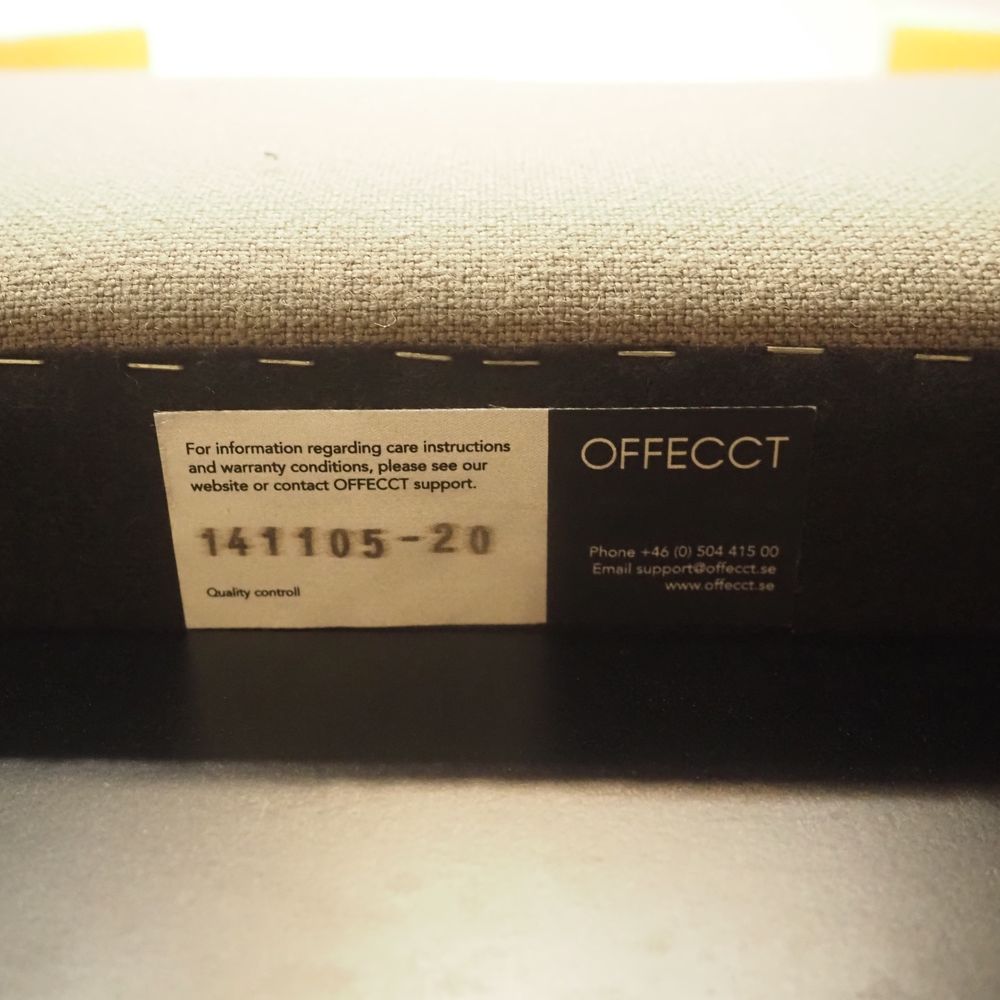 For information regarding care instructions
and warranty conditions, please see our
website or contact OFFECCT support.
141105-20
Quality controll
OFFECCT
Phone +46 (0) 504 415 00
Email support@offecct.se
www.offecct.se